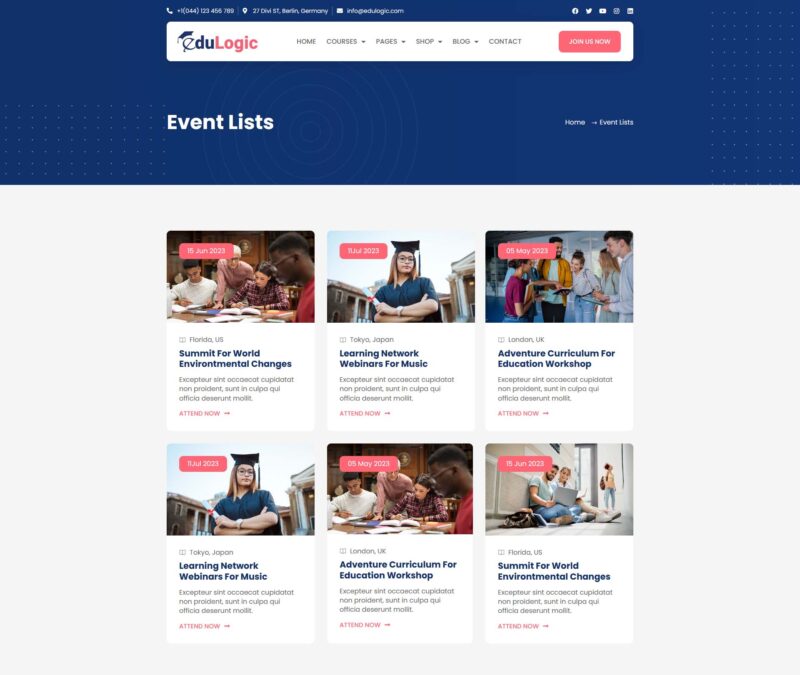 +1(044) 123 456 789
27 Divi ST, Berlin, Germany
info@edulogic.com
eduLogic
HOME COURSES PAGES SHOP BLOG CONTACT
JOIN US NOW
Event Lists
Home → Event Lists
15 Jun 2023
Florida, US
Summit For World
Environtmental Changes
Excepteur sint occaecat cupidatat
non proident, sunt in culpa qui
officia deserunt mollit.
ATTEND NOW →
11Jul 2023
Tokyo, Japan
Learning Network
Webinars For Music
Excepteur sint occaecat cupidatat
non proident, sunt in culpa qui
officia deserunt mollit.
ATTEND NOW →
05 May 2023
London, UK
Adventure Curriculum For
Education Workshop
Excepteur sint occaecat cupidatat
non proident, sunt in culpa qui
officia deserunt mollit.
ATTEND NOW →
11Jul 2023
Tokyo, Japan
Learning Network
Webinars For Music
Excepteur sint occaecat cupidatat
non proident, sunt in culpa qui
officia deserunt mollit.
ATTEND NOW →
05 May 2023
London, UK
Adventure Curriculum For
Education Workshop
Excepteur sint occaecat cupidatat
non proident, sunt in culpa qui
officia deserunt mollit.
ATTEND NOW →
15 Jun 2023
Florida, US
Summit For World
Environtmental Changes
Excepteur sint occaecat cupidatat
non proident, sunt in culpa qui
officia deserunt mollit.
ATTEND NOW →